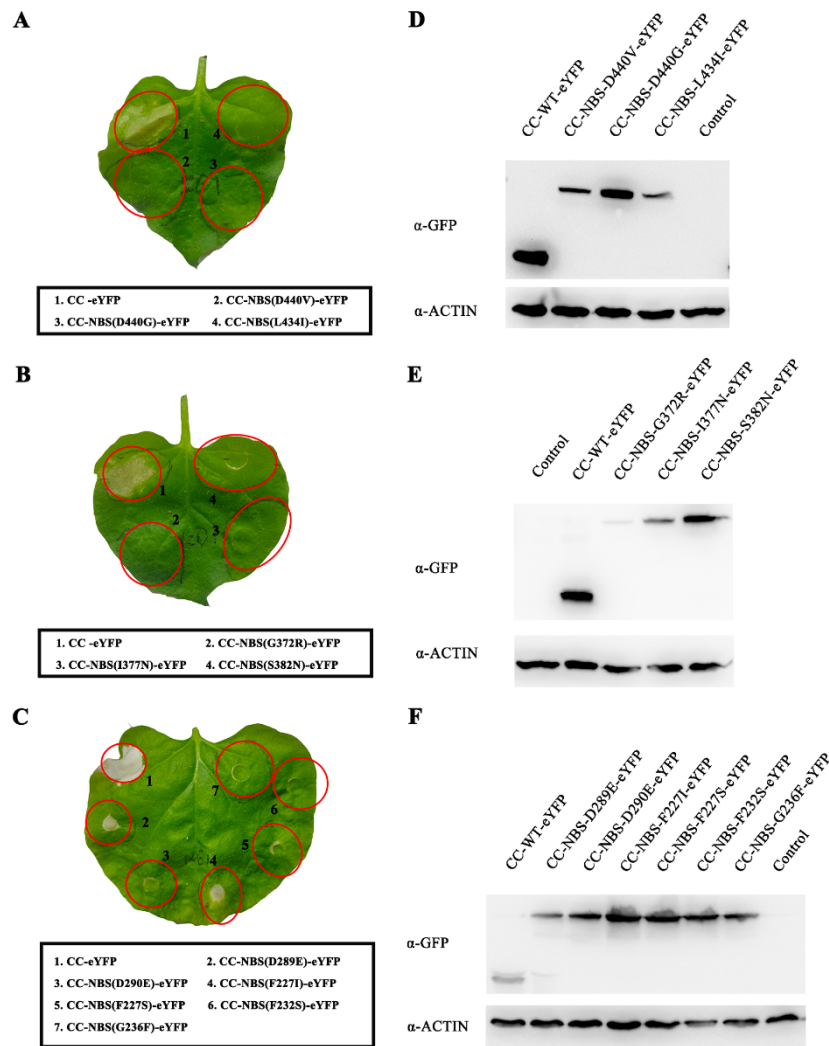 A
1
4
2
3
1. CC -eYFP 2. CC-NBS(D440V)-eYFP
3. CC-NBS(D440G)-eYFP 4. CC-NBS(L434I)-eYFP
D
CC-WT-eYFP
CC-NBS-D440V-eYFP
CC-NBS-D440G-eYFP
CC-NBS-L434I-eYFP
Control
α-GFP
α-ACTIN
B
1
4
2
3
1. CC -eYFP 2. CC-NBS(G372R)-eYFP
3. CC-NBS(I377N)-eYFP 4. CC-NBS(S382N)-eYFP
E
Control
CC-WT-eYFP
CC-NBS-G372R-eYFP
CC-NBS-I377N-eYFP
CC-NBS-S382N-eYFP
α-GFP
α-ACTIN
C
1
7
6
2
5
3
4
1. CC-eYFP 2. CC-NBS(D289E)-eYFP
3. CC-NBS(D290E)-eYFP 4. CC-NBS(F227I)-eYFP
5. CC-NBS(F227S)-eYFP 6. CC-NBS(F232S)-eYFP
7. CC-NBS(G236F)-eYFP
F
CC-WT-eYFP
CC-NBS-D289E-eYFP
CC-NBS-D290E-eYFP
CC-NBS-F227I-eYFP
CC-NBS-F227S-eYFP
CC-NBS-F232S-eYFP
CC-NBS-G236F-eYFP
Control
α-GFP
α-ACTIN